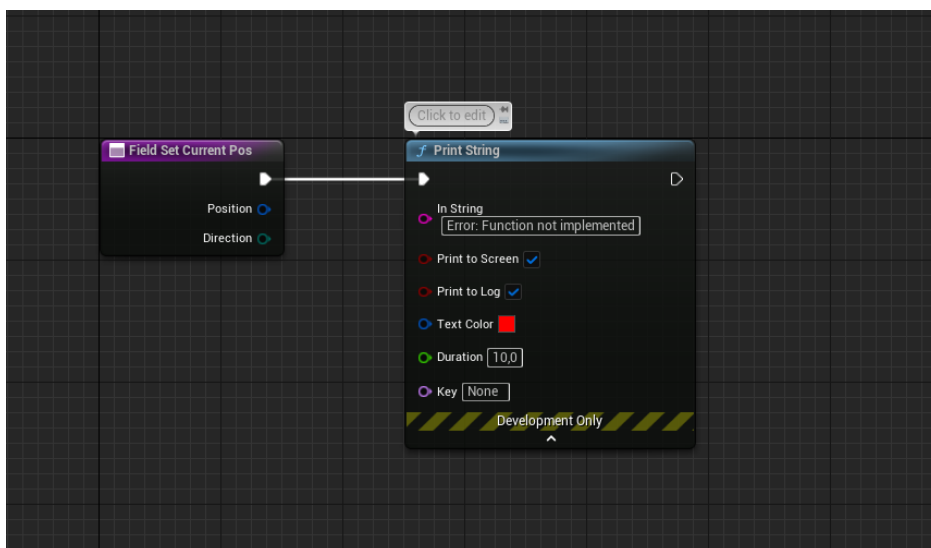 Click to edit
Field Set Current Pos
Position
Direction
f Print String
In String
Error: Function not implemented
Print to Screen
Print to Log
Text Color
Duration 10,0
Key None
Development Only